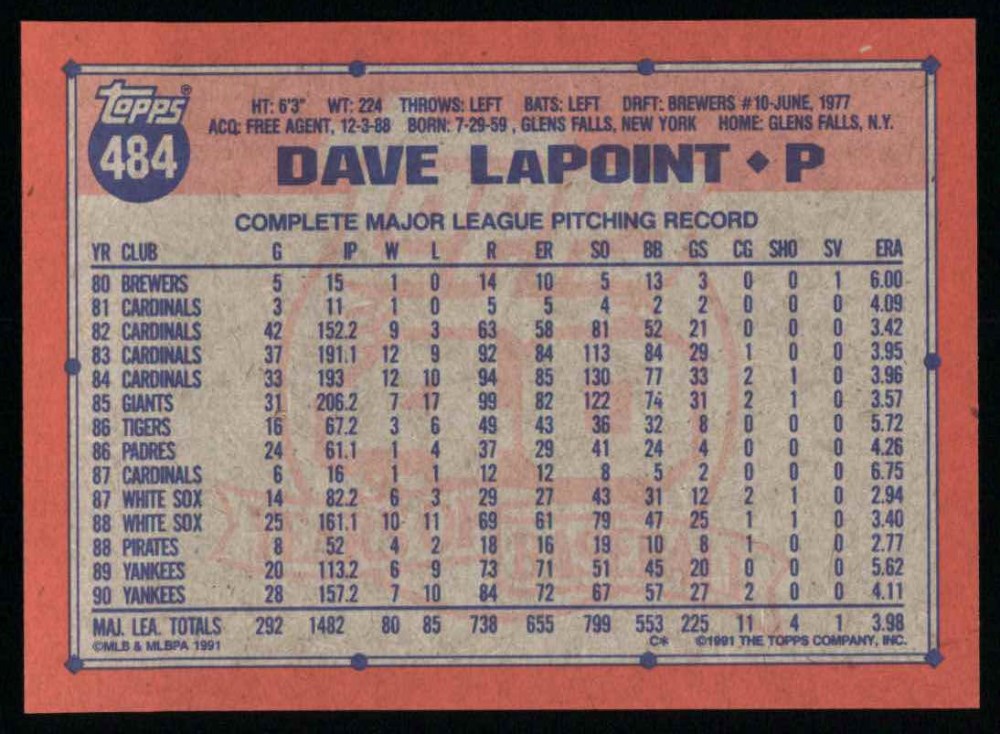 Topps®
484
HT: 6'3" WT: 224 THROWS: LEFT BATS: LEFT DRFT: BREWERS #10-JUNE, 1977
ACQ: FREE AGENT, 12-3-88 BORN: 7-29-59 , GLENS FALLS, NEW YORK HOME: GLENS FALLS, N.Y.
DAVE LaPOINT ◆ P
COMPLETE MAJOR LEAGUE PITCHING RECORD
YR CLUB G IP W L R ER SO BB GS CG SHO SV ERA
80 BREWERS 5 15 1 0 14 10 5 13 3 0 0 1 6.00
81 CARDINALS 3 11 1 0 5 5 4 2 2 0 0 0 4.09
82 CARDINALS 42 152.2 9 3 63 58 81 52 21 0 0 0 3.42
83 CARDINALS 37 191.1 12 9 92 84 113 84 29 1 0 0 3.95
84 CARDINALS 33 193 12 10 94 85 130 77 33 2 1 0 3.96
85 GIANTS 31 206.2 7 17 99 82 122 74 31 2 1 0 3.57
86 TIGERS 16 67.2 3 6 49 43 36 32 8 0 0 0 5.72
86 PADRES 24 61.1 1 4 37 29 41 24 4 0 0 0 4.26
87 CARDINALS 6 16 1 1 12 12 8 5 2 0 0 0 6.75
87 WHITE SOX 14 82.2 6 3 29 27 43 31 12 2 1 0 2.94
88 WHITE SOX 25 161.1 10 11 69 61 79 47 25 1 1 0 3.40
88 PIRATES 8 52 4 2 18 16 19 10 8 1 0 0 2.77
89 YANKEES 20 113.2 6 9 73 71 51 45 20 0 0 0 5.62
90 YANKEES 28 157.2 7 10 84 72 67 57 27 2 0 0 4.11
MAJ. LEA. TOTALS 292 1482 80 85 738 655 799 553 225 11 4 1 3.98
©MLB & MLBPA 1991 C* ©1991 THE TOPPS COMPANY, INC.